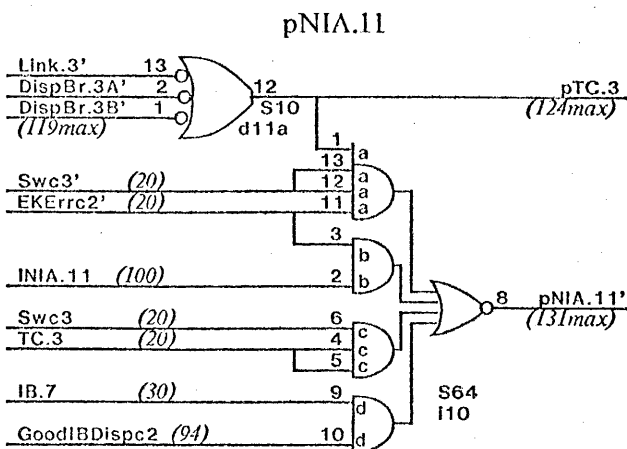 pNIA.11
Link.3' 13
DispBr.3A' 2
DispBr.3B' 1
(119max)
12
S10
d11a
pTC.3
(124max)
1 a
13 a
Swc3' (20) 12 a
EKErrc2' (20) 11 a
3 b
INIA.11 (100) 2 b
Swc3 (20) 6 c
TC.3 (20) 4 c
5 c
8 pNIA.11'
(131max)
IB.7 (30) 9 d
GoodIBDispc2 (94) 10 d
S64
i10